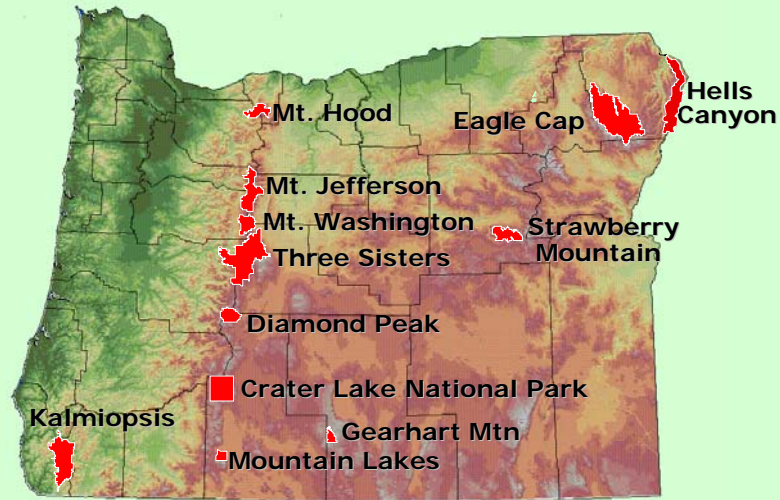 Hells
Canyon
Mt. Hood
Eagle Cap
Mt. Jefferson
Mt. Washington
Strawberry
Mountain
Three Sisters
Diamond Peak
Crater Lake National Park
Kalmiopsis
Gearhart Mtn
Mountain Lakes